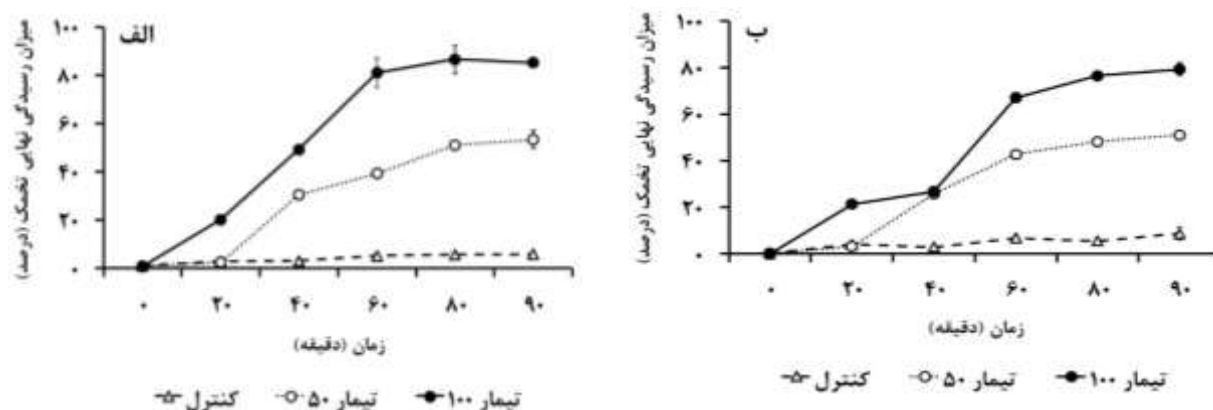 الف
میزان رسیدگی نهایی تخمک (درصد)
۱۰۰
۸۰
۶۰
۴۰
۲۰
۰
۰ ۲۰ ۴۰ ۶۰ ۸۰ ۹۰
زمان (دقیقه)
کنترل تیمار ۵۰ تیمار ۱۰۰
ب
میزان رسیدگی نهایی تخمک (درصد)
۱۰۰
۸۰
۶۰
۴۰
۲۰
۰
۰ ۲۰ ۴۰ ۶۰ ۸۰ ۹۰
زمان (دقیقه)
کنترل تیمار ۵۰ تیمار ۱۰۰